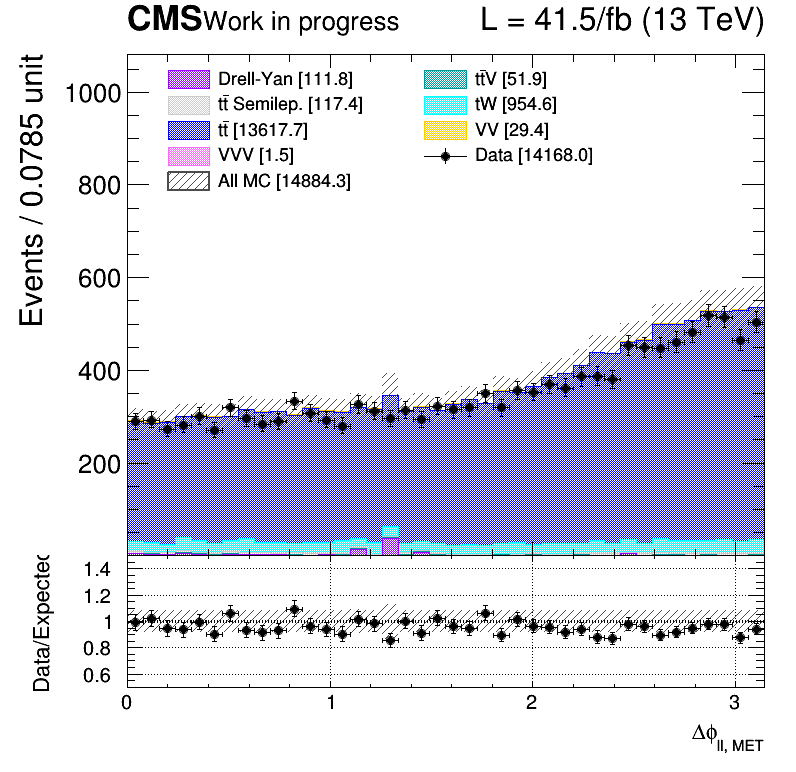 CMS Work in progress L = 41.5/fb (13 TeV)
Events / 0.0785 unit
1000
800
600
400
200
Drell-Yan [111.8]
tt̄V [51.9]
tt̄ Semilep. [117.4]
tW [954.6]
tt̄ [13617.7]
VV [29.4]
VVV [1.5]
Data [14168.0]
All MC [14884.3]
Data/Expected
1.4
1.2
1
0.8
0.6
0 1 2 3
Δϕll, MET